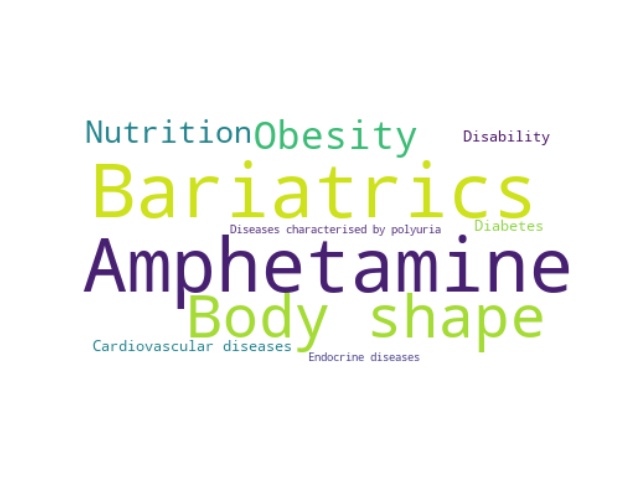 Nutrition
Obesity
Disability
Bariatrics
Diseases characterised by polyuria
Diabetes
Amphetamine
Body shape
Cardiovascular diseases
Endocrine diseases